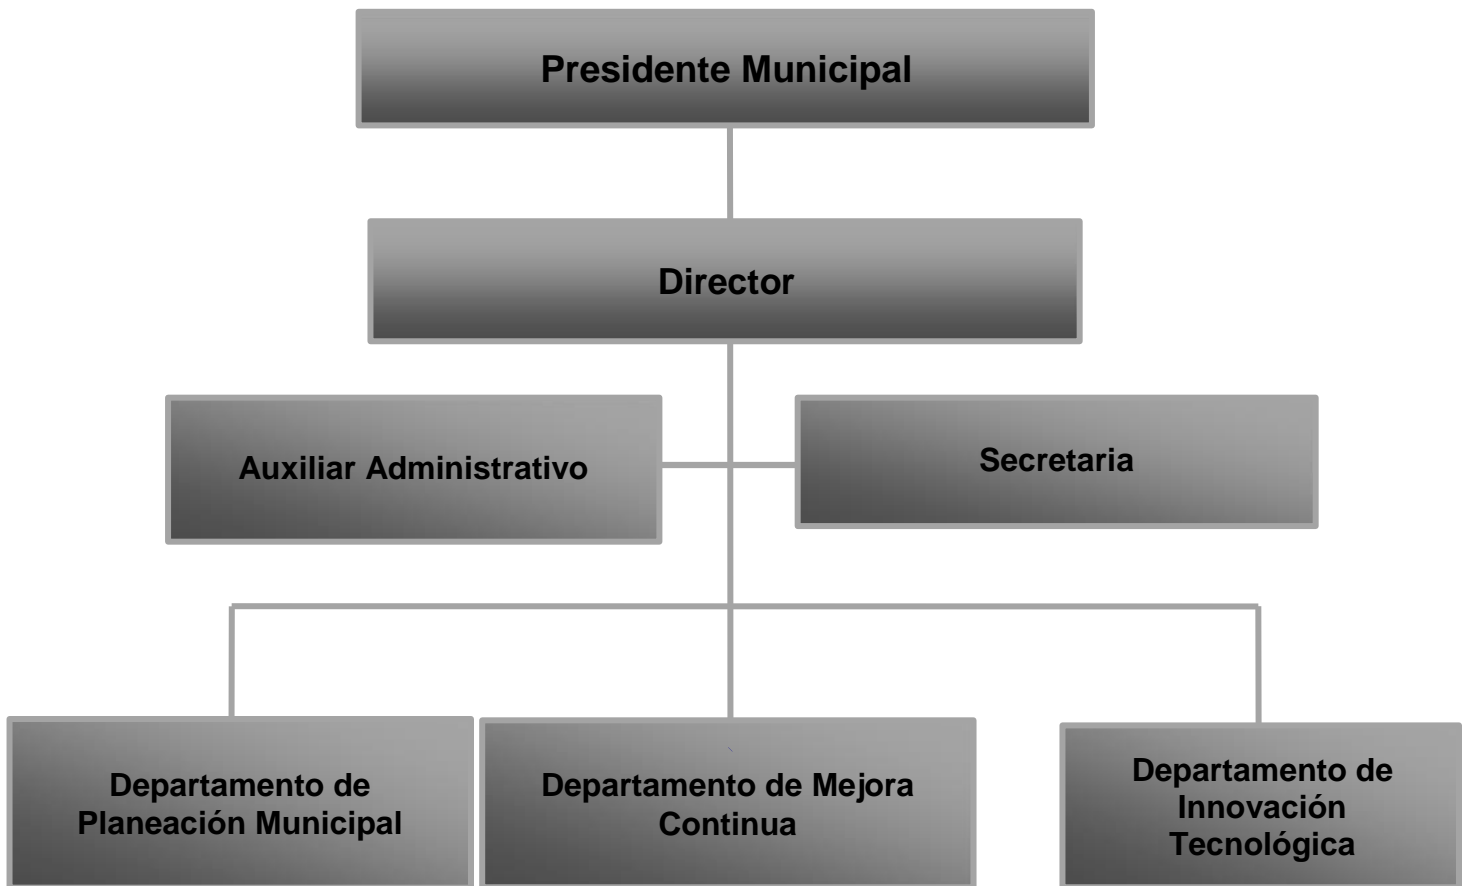 Presidente Municipal
Director
Auxiliar Administrativo
Secretaria
Departamento de
Planeación Municipal
Departamento de Mejora
Continua
Departamento de
Innovación
Tecnológica